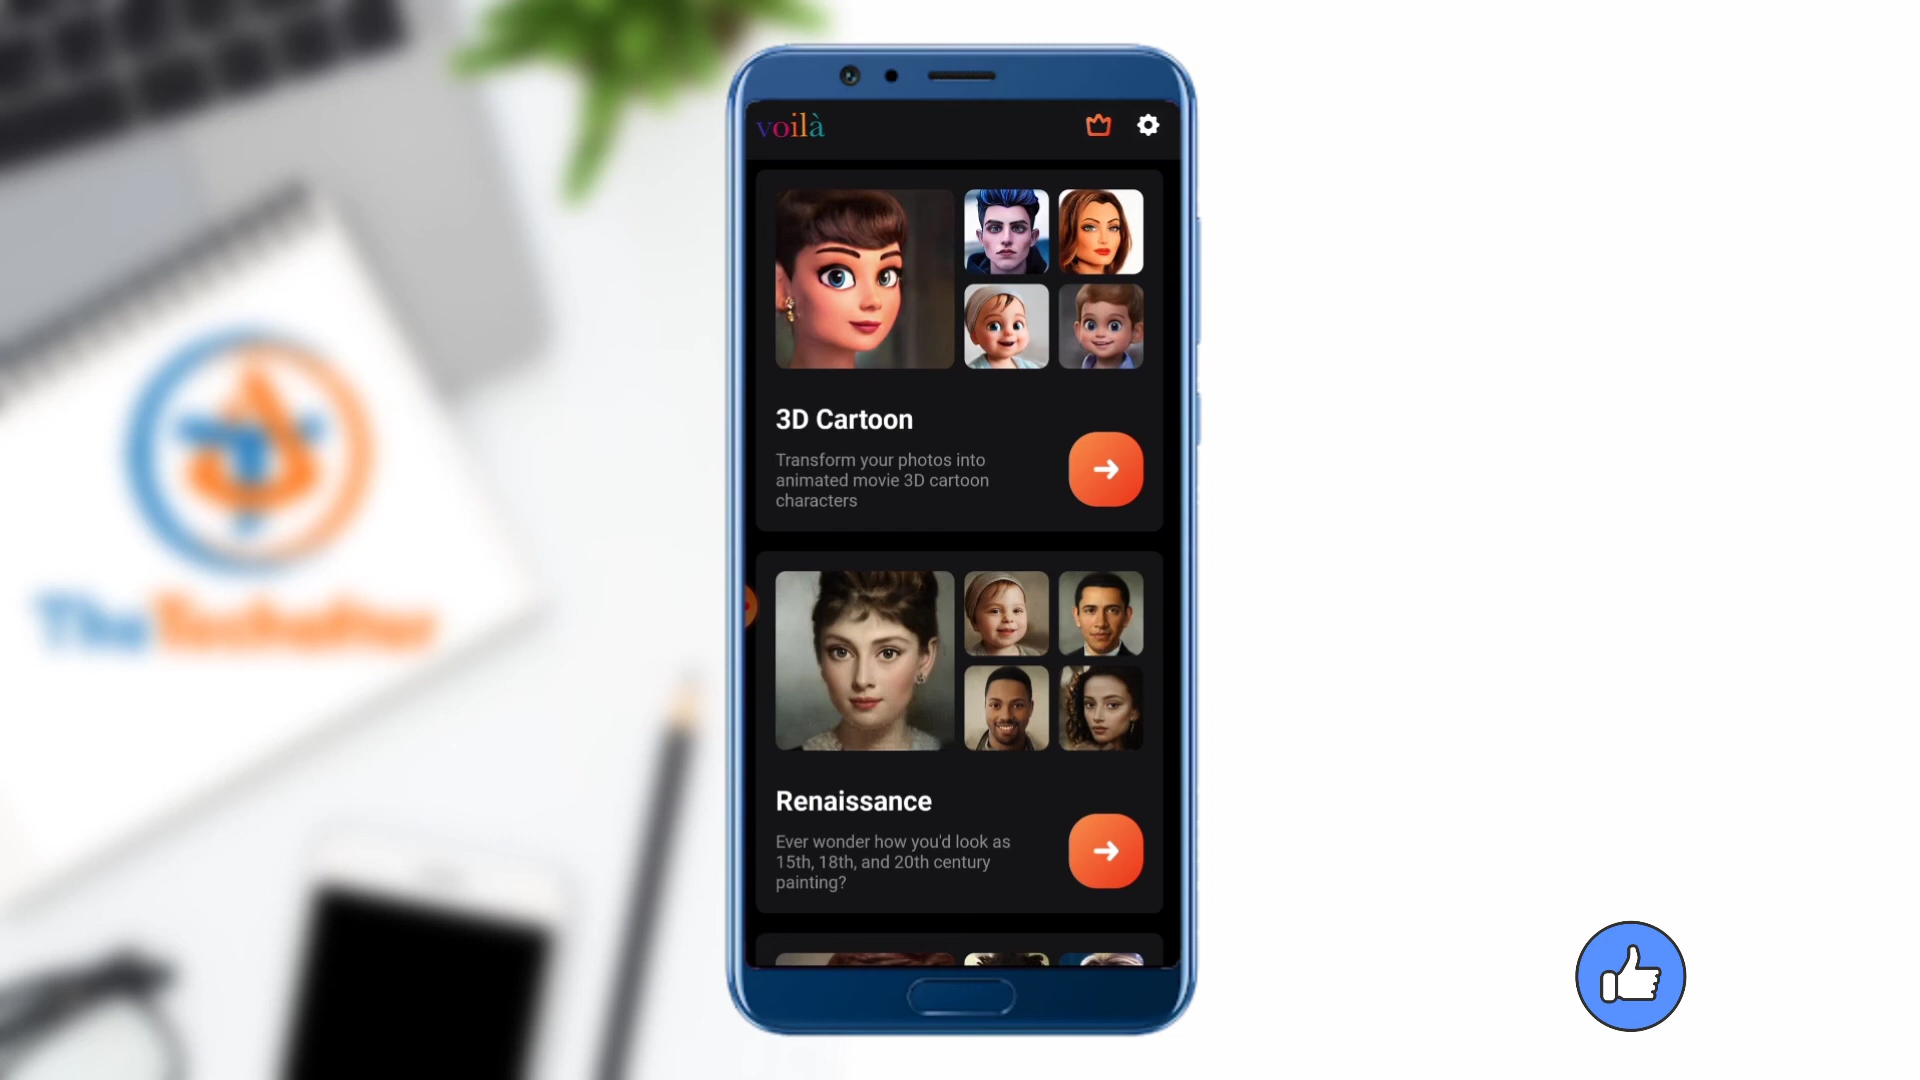 voilà
3D Cartoon
Transform your photos into
animated movie 3D cartoon
characters
Renaissance
Ever wonder how you'd look as
15th, 18th, and 20th century
painting?